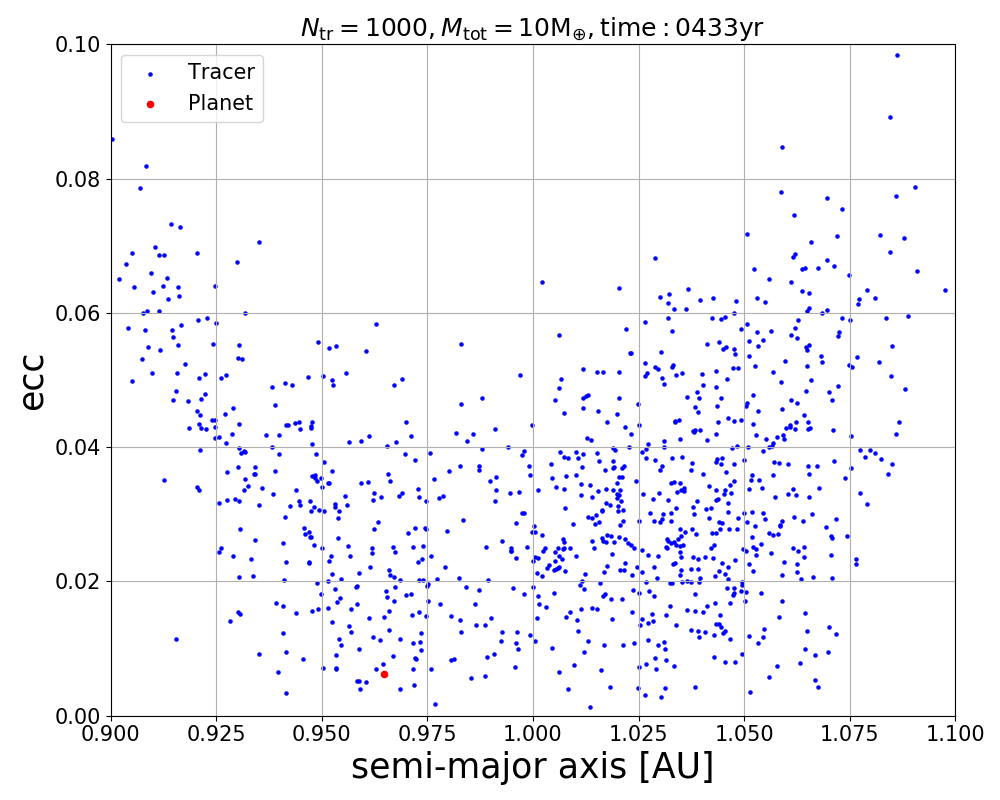 N_tr = 1000, M_tot = 10M_⊕, time : 0433yr
Tracer
Planet
ecc
0.10
0.08
0.06
0.04
0.02
0.00
0.900 0.925 0.950 0.975 1.000 1.025 1.050 1.075 1.100
semi-major axis [AU]